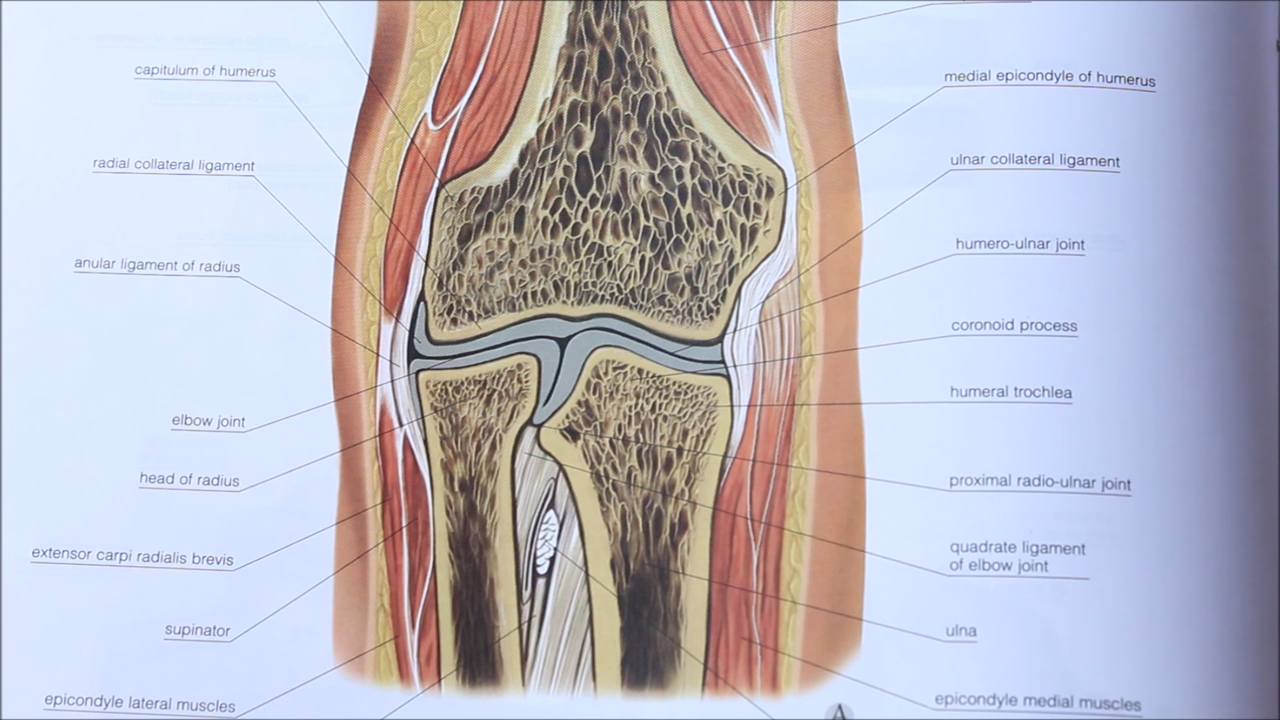 capitulum of humerus
radial collateral ligament
anular ligament of radius
elbow joint
head of radius
extensor carpi radialis brevis
supinator
epicondyle lateral muscles
medial epicondyle of humerus
ulnar collateral ligament
humero-ulnar joint
coronoid process
humeral trochlea
proximal radio-ulnar joint
quadrate ligament
of elbow joint
ulna
epicondyle medial muscles
A